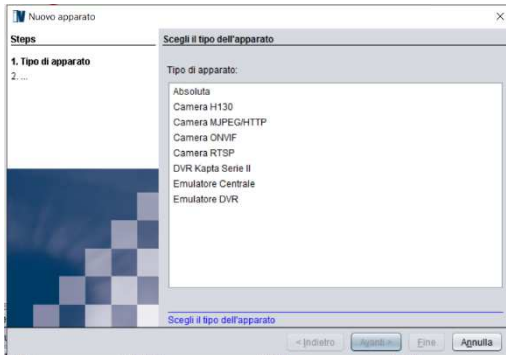 Nuovo apparato
Steps
1. Tipo di apparato
2. ...
Scegli il tipo dell'apparato
Tipo di apparato:
Absoluta
Camera H130
Camera MJPEG/HTTP
Camera ONVIF
Camera RTSP
DVR Kapta Serie II
Emulatore Centrale
Emulatore DVR
Scegli il tipo dell'apparato
< Indietro
Avanti >
Fine
Annulla